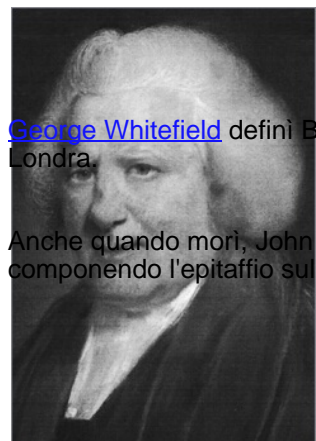 George Whitefield definì B
Londra.
Anche quando morì, John
componendo l'epitaffio sul